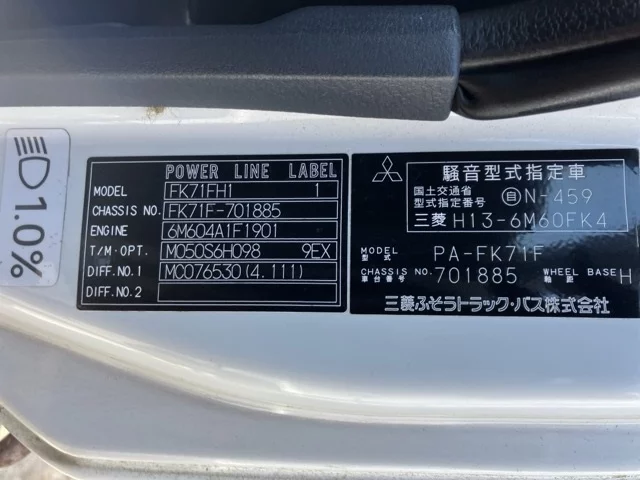 1.0%
POWER LINE LABEL
MODEL FK71FH1 1
CHASSIS NO. FK71F-701885
ENGINE 6M604A1F1901
T/M·OPT. M050S6H098 9EX
DIFF.NO.1 MC076530(4.111)
DIFF.NO.2
騒音型式指定車
国土交通省
型式指定番号 自N-459
三菱 H13-6M60FK4
MODEL
型式 PA-FK71F
CHASSIS NO.
車台番号 701885 WHEEL BASE
軸距 H
三菱ふそうトラック・バス株式会社